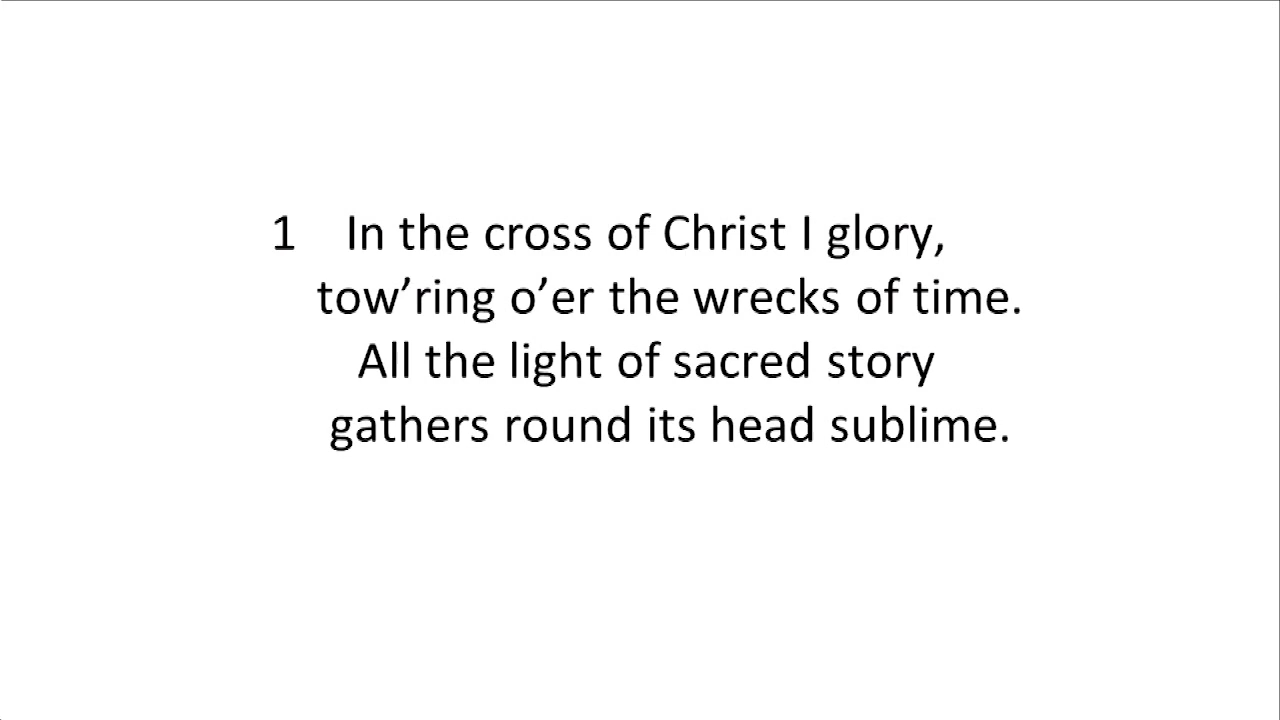 1 In the cross of Christ I glory,
tow’ring o’er the wrecks of time.
All the light of sacred story
gathers round its head sublime.